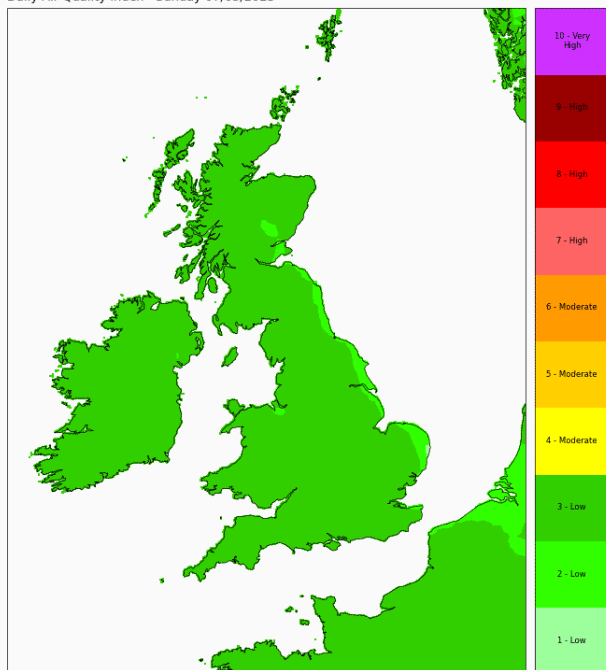 10 - Very
High
9 - High
8 - High
7 - High
6 - Moderate
5 - Moderate
4 - Moderate
3 - Low
2 - Low
1 - Low